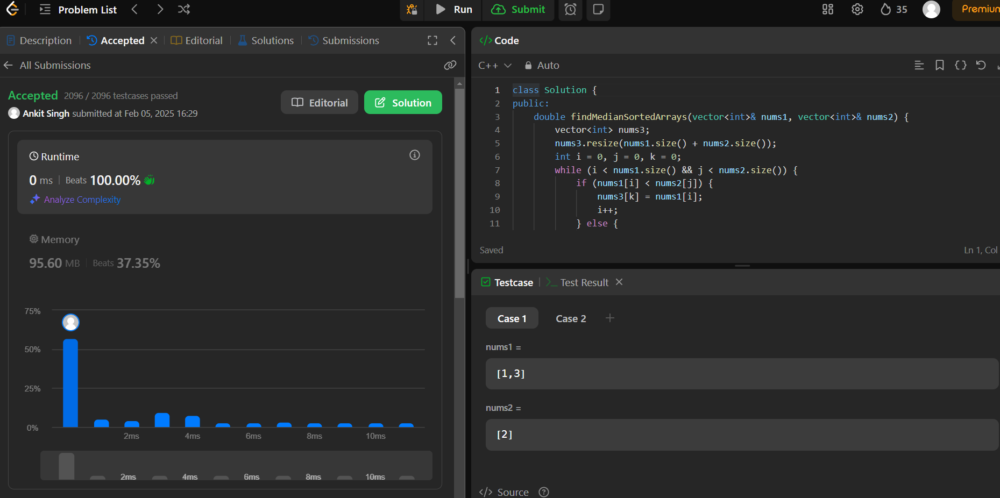 Problem List
Run
Submit
35
Premium
Description
Accepted
Editorial
Solutions
Submissions
All Submissions
Accepted 2096 / 2096 testcases passed
Ankit Singh submitted at Feb 05, 2025 16:29
Editorial
Solution
Runtime
0 ms | Beats 100.00%
Analyze Complexity
Memory
95.60 MB | Beats 37.35%
75%
50%
25%
0%
2ms 4ms 6ms 8ms 10ms
2ms 4ms 6ms 8ms 10ms
</> Code
C++ Auto
1 class Solution {
2 public:
3     double findMedianSortedArrays(vector<int>& nums1, vector<int>& nums2) {
4         vector<int> nums3;
5         nums3.resize(nums1.size() + nums2.size());
6         int i = 0, j = 0, k = 0;
7         while (i < nums1.size() && j < nums2.size()) {
8             if (nums1[i] < nums2[j]) {
9                 nums3[k] = nums1[i];
10                 i++;
11             } else {
Saved
Ln 1, Col
Testcase
>_ Test Result
Case 1
Case 2
nums1 =
[1,3]
nums2 =
[2]
</> Source